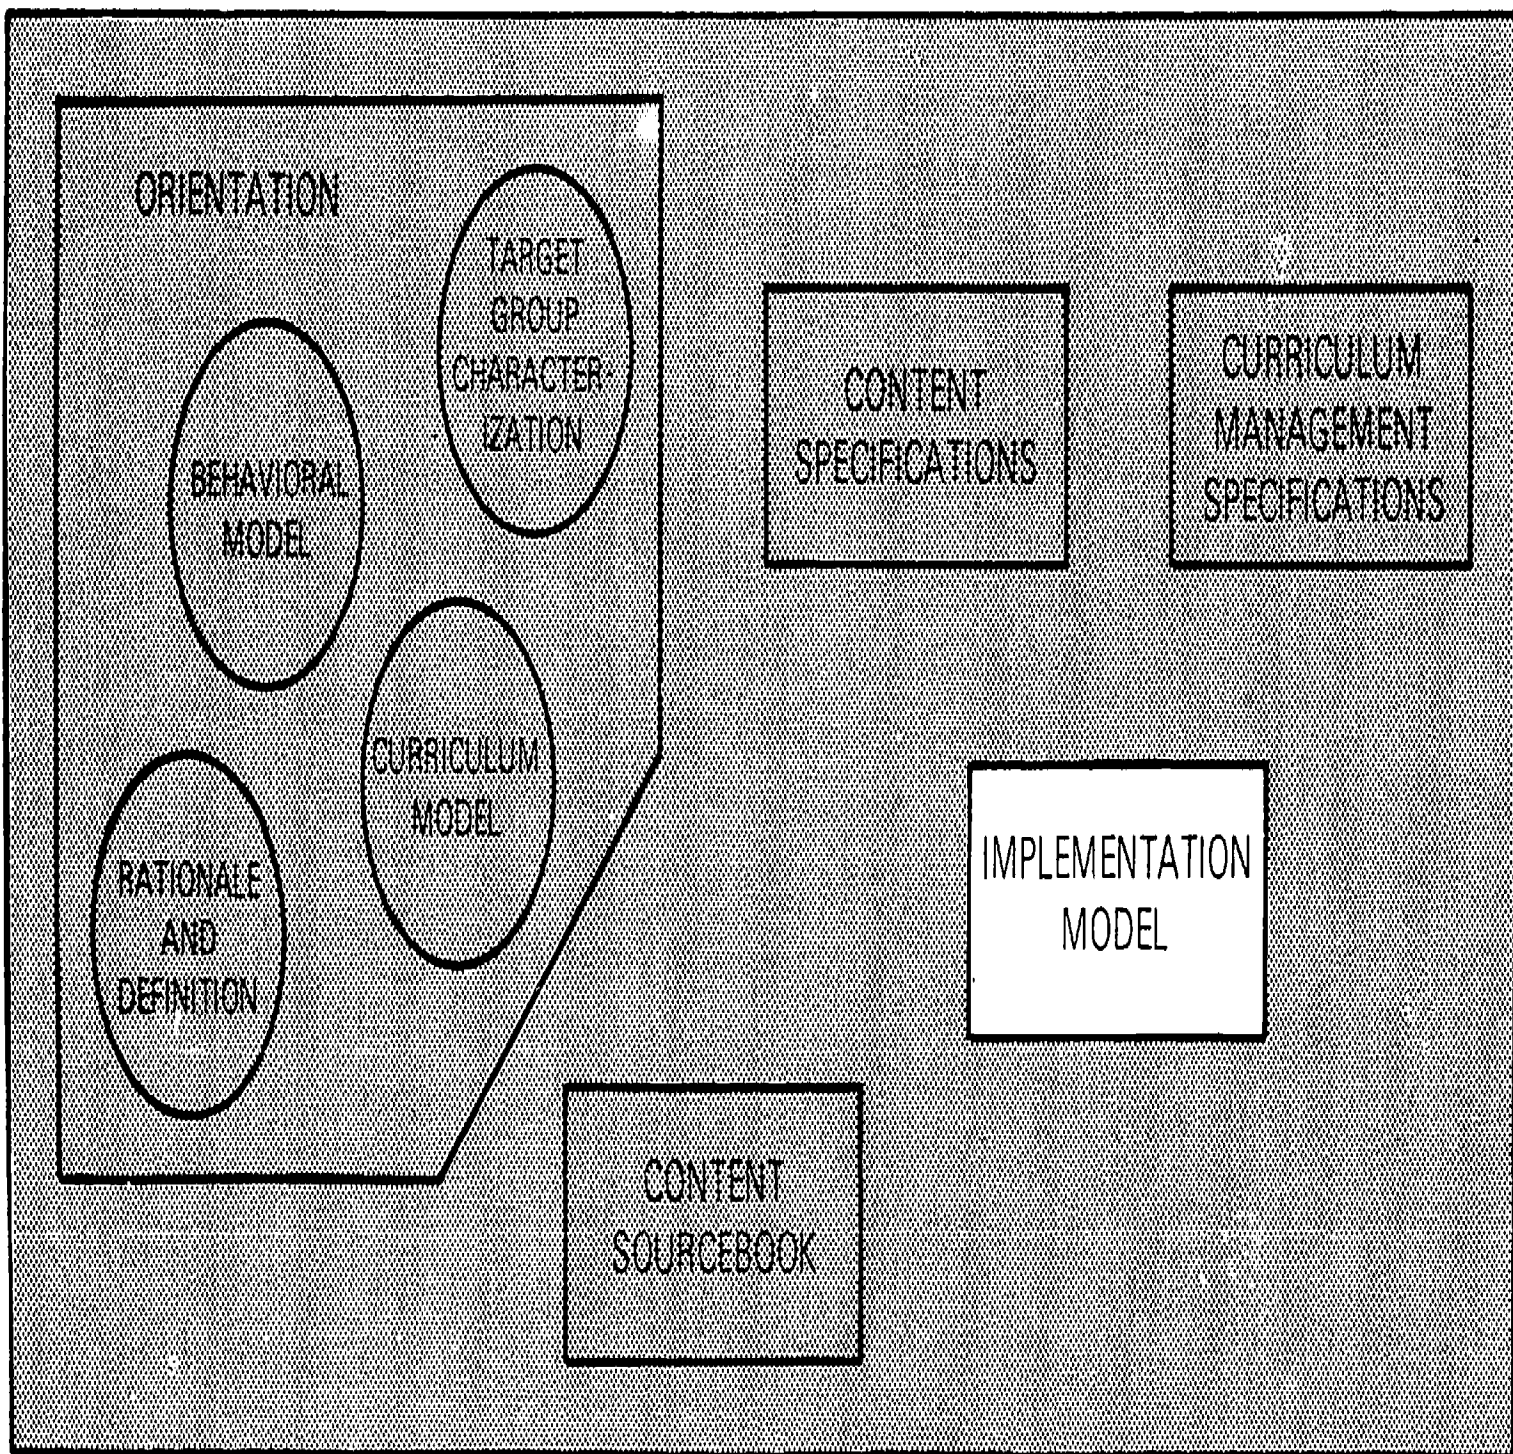 ORIENTATION
TARGET
GROUP
CHARACTER-
IZATION
BEHAVIORAL
MODEL
CURRICULUM
MODEL
RATIONALE
AND
DEFINITION
CONTENT
SPECIFICATIONS
CURRICULUM
MANAGEMENT
SPECIFICATIONS
IMPLEMENTATION
MODEL
CONTENT
SOURCEBOOK